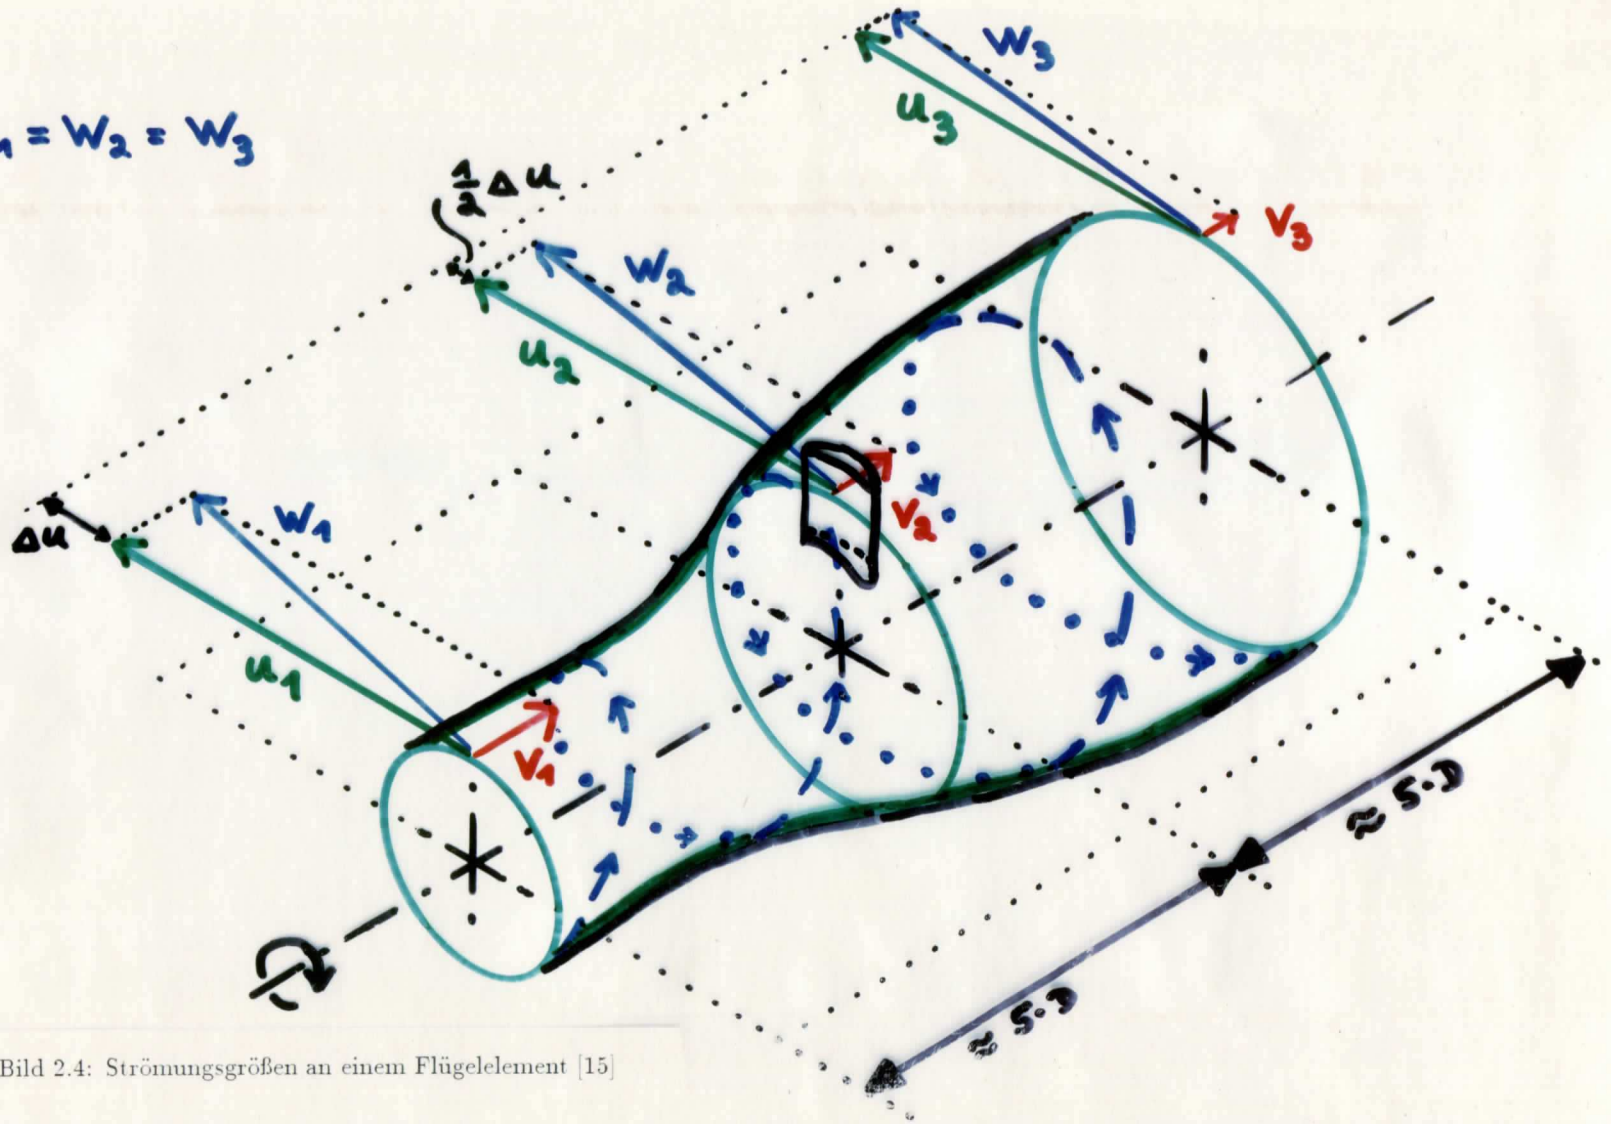 1 = W2 = W3
W3
u3
1/2 Δu
V3
W2
u2
V2
Δu
W1
u1
V1
≈ 5·D
≈ 5·D
Bild 2.4: Strömungsgrößen an einem Flügelelement [15]